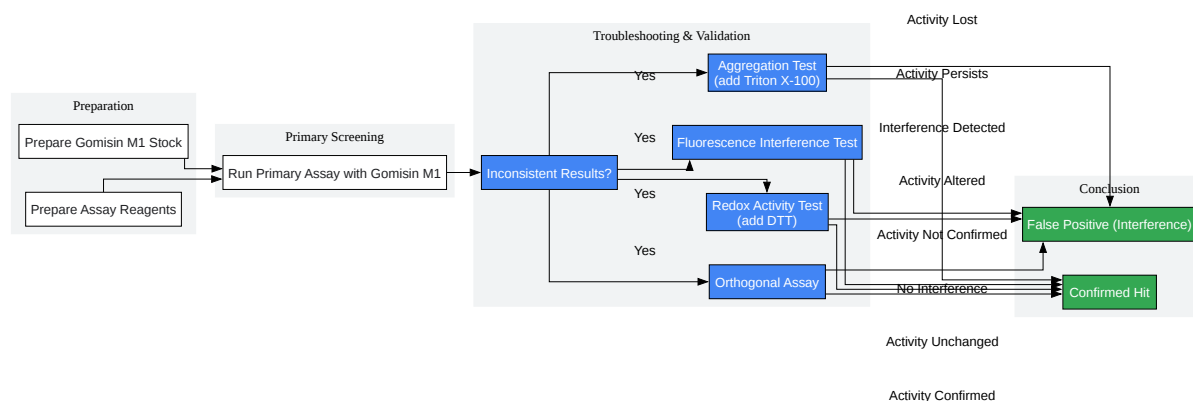 Preparation
Prepare Gomisin M1 Stock
Prepare Assay Reagents
Primary Screening
Run Primary Assay with Gomisin M1
Troubleshooting & Validation
Inconsistent Results?
Yes
Yes
Yes
Yes
Aggregation Test
(add Triton X-100)
Fluorescence Interference Test
Redox Activity Test
(add DTT)
Orthogonal Assay
Activity Lost
Activity Persists
Interference Detected
Activity Altered
Activity Not Confirmed
No Interference
Activity Unchanged
Activity Confirmed
Conclusion
False Positive (Interference)
Confirmed Hit